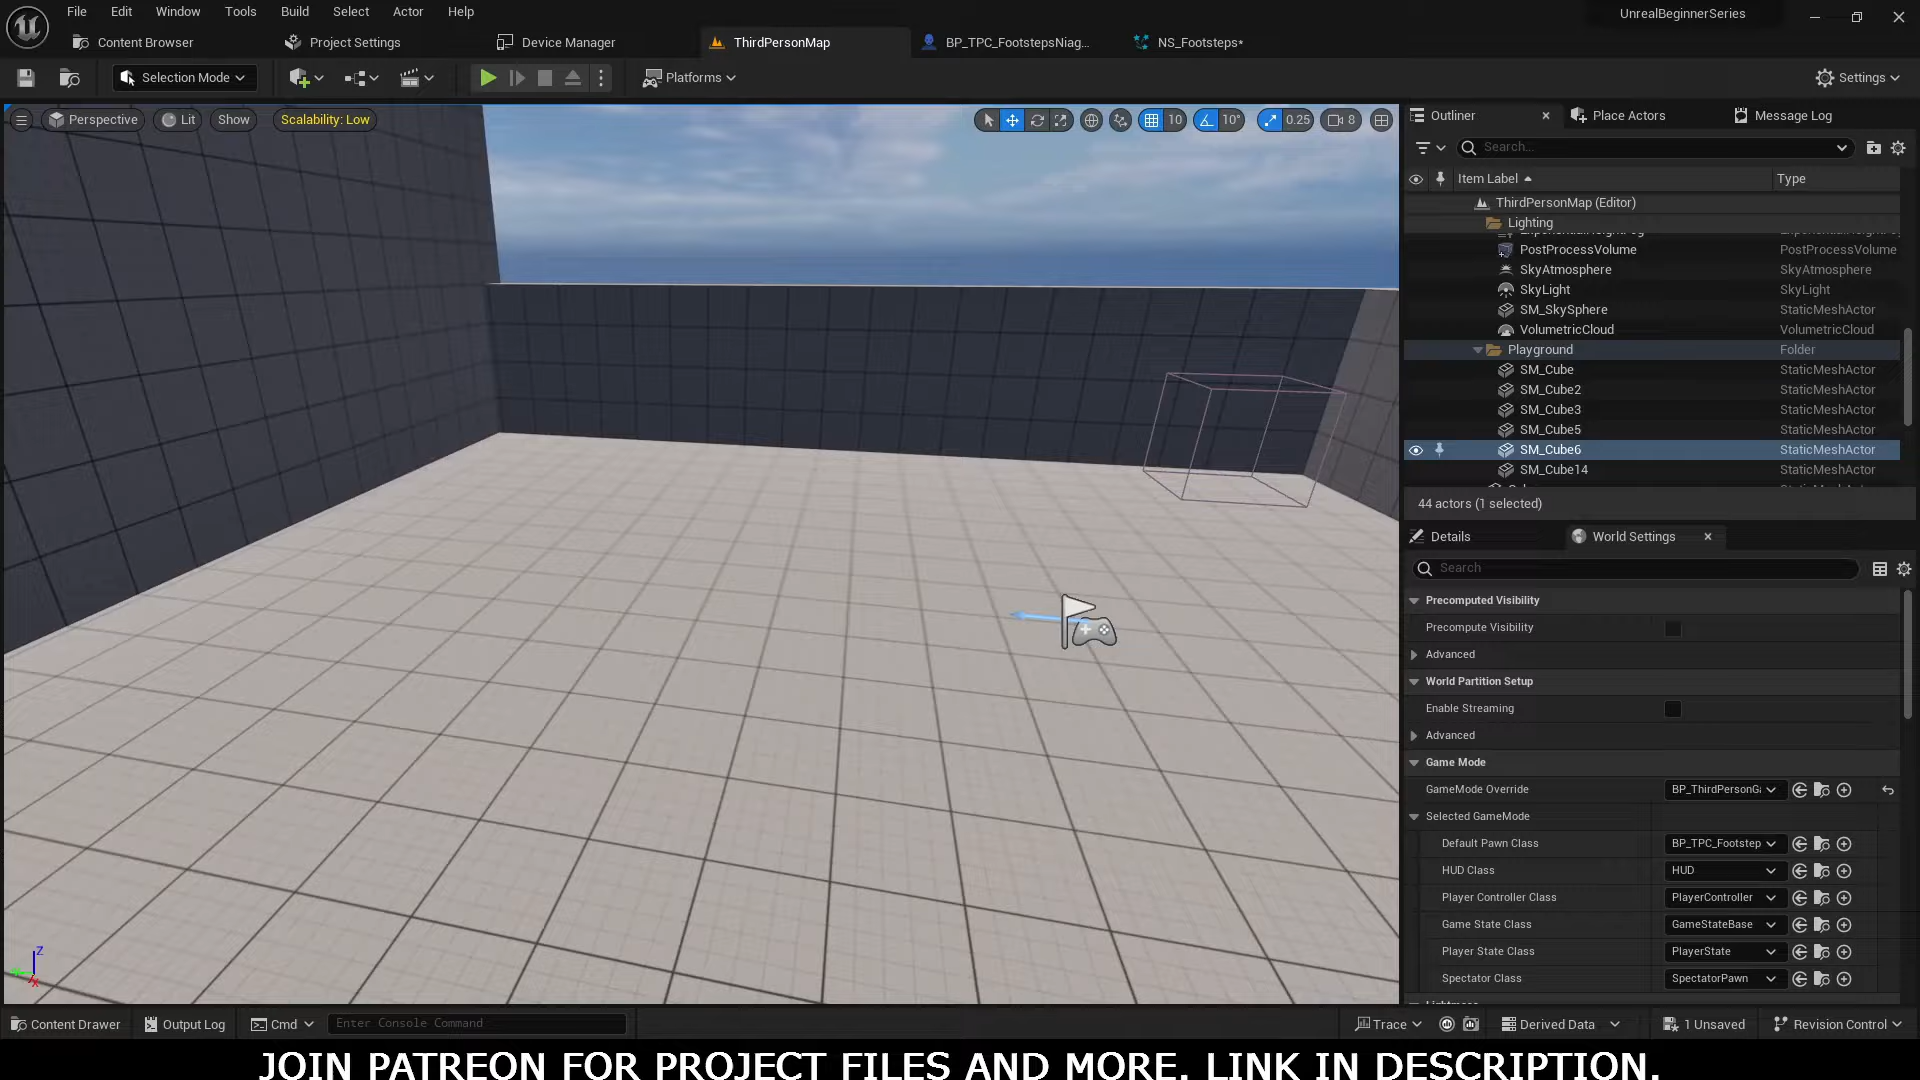 File Edit Window Tools Build Select Actor Help
UnrealBeginnerSeries
Content Browser Project Settings Device Manager ThirdPersonMap BP_TPC_FootstepsNiag... NS_Footsteps*
Selection Mode Platforms Settings
Perspective Lit Show Scalability: Low 10 10° 0.25 8
Outliner Place Actors Message Log
Search...
Item Label Type
ThirdPersonMap (Editor)
Lighting
PostProcessVolume PostProcessVolume
SkyAtmosphere SkyAtmosphere
SkyLight SkyLight
SM_SkySphere StaticMeshActor
VolumetricCloud VolumetricCloud
Playground Folder
SM_Cube StaticMeshActor
SM_Cube2 StaticMeshActor
SM_Cube3 StaticMeshActor
SM_Cube5 StaticMeshActor
SM_Cube6 StaticMeshActor
SM_Cube14 StaticMeshActor
44 actors (1 selected)
Details World Settings
Search
Precomputed Visibility
Precompute Visibility
Advanced
World Partition Setup
Enable Streaming
Advanced
Game Mode
GameMode Override BP_ThirdPersonGa
Selected GameMode
Default Pawn Class BP_TPC_Footstep
HUD Class HUD
Player Controller Class PlayerController
Game State Class GameStateBase
Player State Class PlayerState
Spectator Class SpectatorPawn
Z
X
Content Drawer Output Log Cmd Enter Console Command Trace Derived Data 1 Unsaved Revision Control
JOIN PATREON FOR PROJECT FILES AND MORE. LINK IN DESCRIPTION.